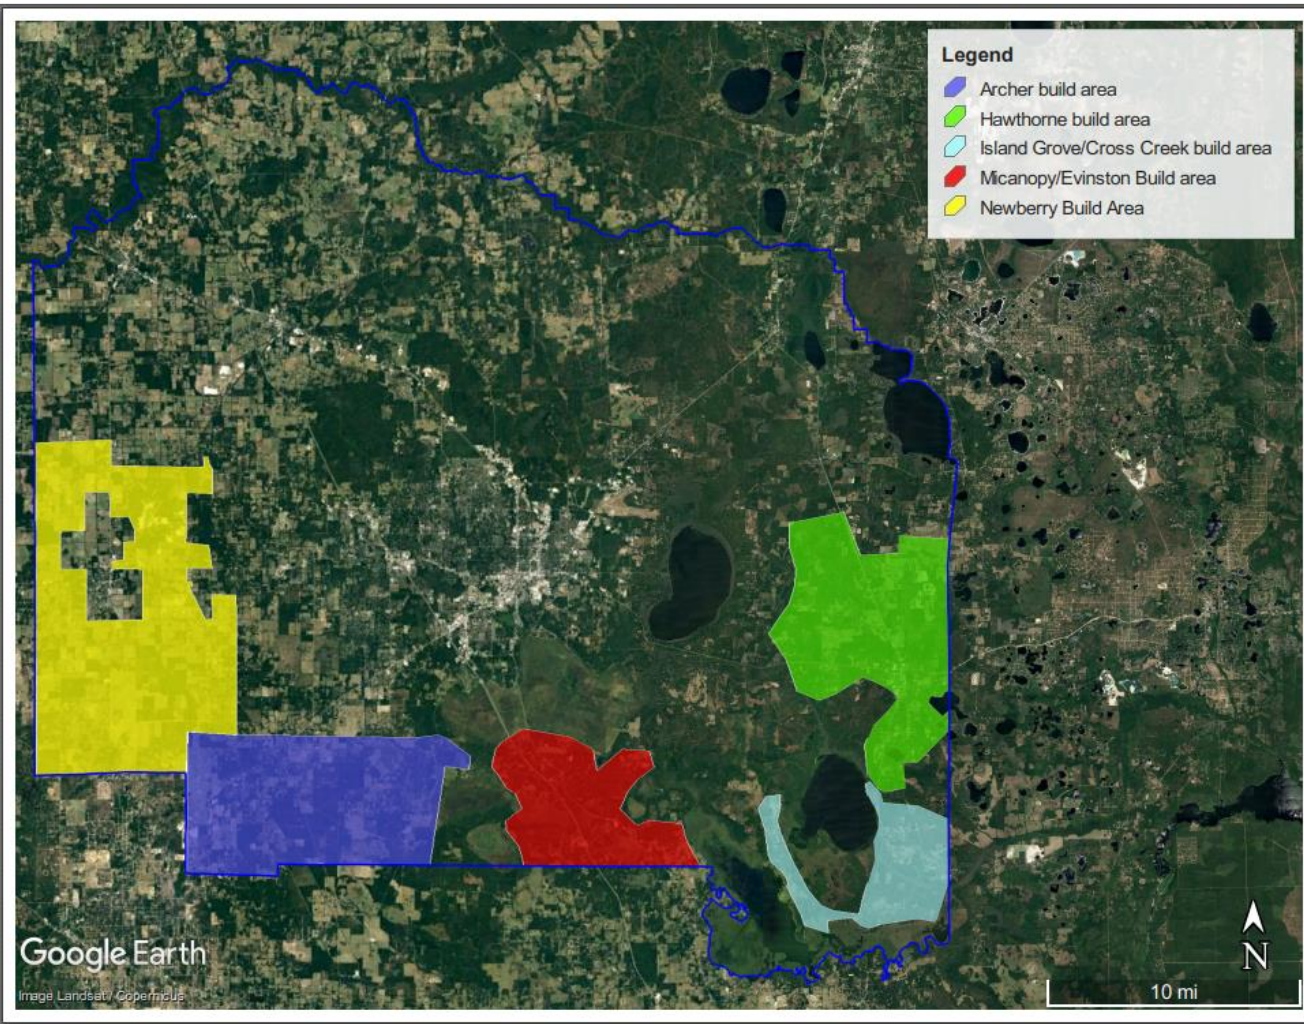 Legend
Archer build area
Hawthorne build area
Island Grove/Cross Creek build area
Micanopy/Evinston Build area
Newberry Build Area
Google Earth
Image Landsat / Copernicus
N
10 mi